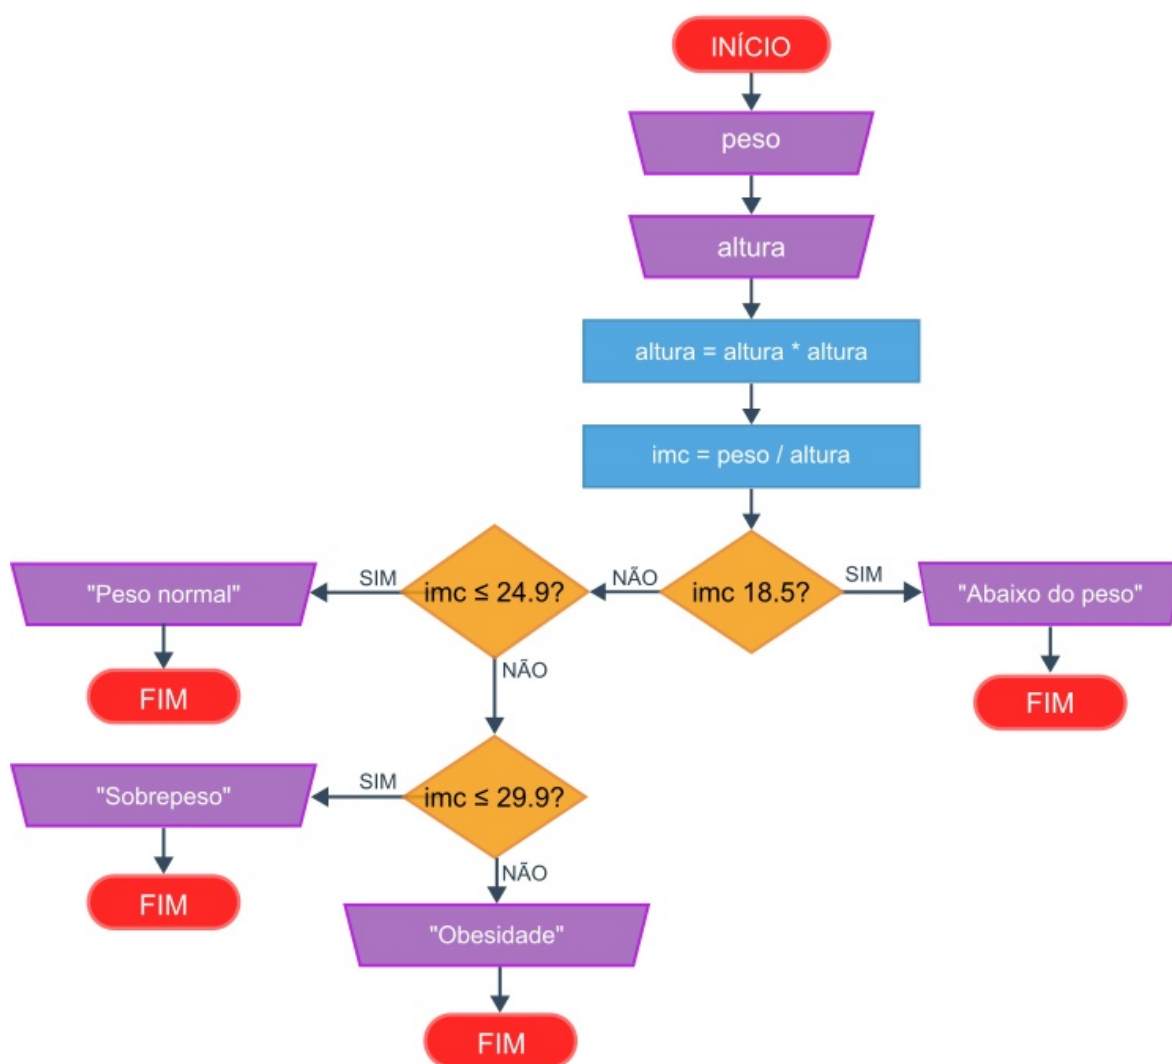 INÍCIO
peso
altura
altura = altura * altura
imc = peso / altura
imc 18.5?
SIM
"Abaixo do peso"
FIM
NÃO
imc ≤ 24.9?
SIM
"Peso normal"
FIM
NÃO
imc ≤ 29.9?
SIM
"Sobrepeso"
FIM
NÃO
"Obesidade"
FIM